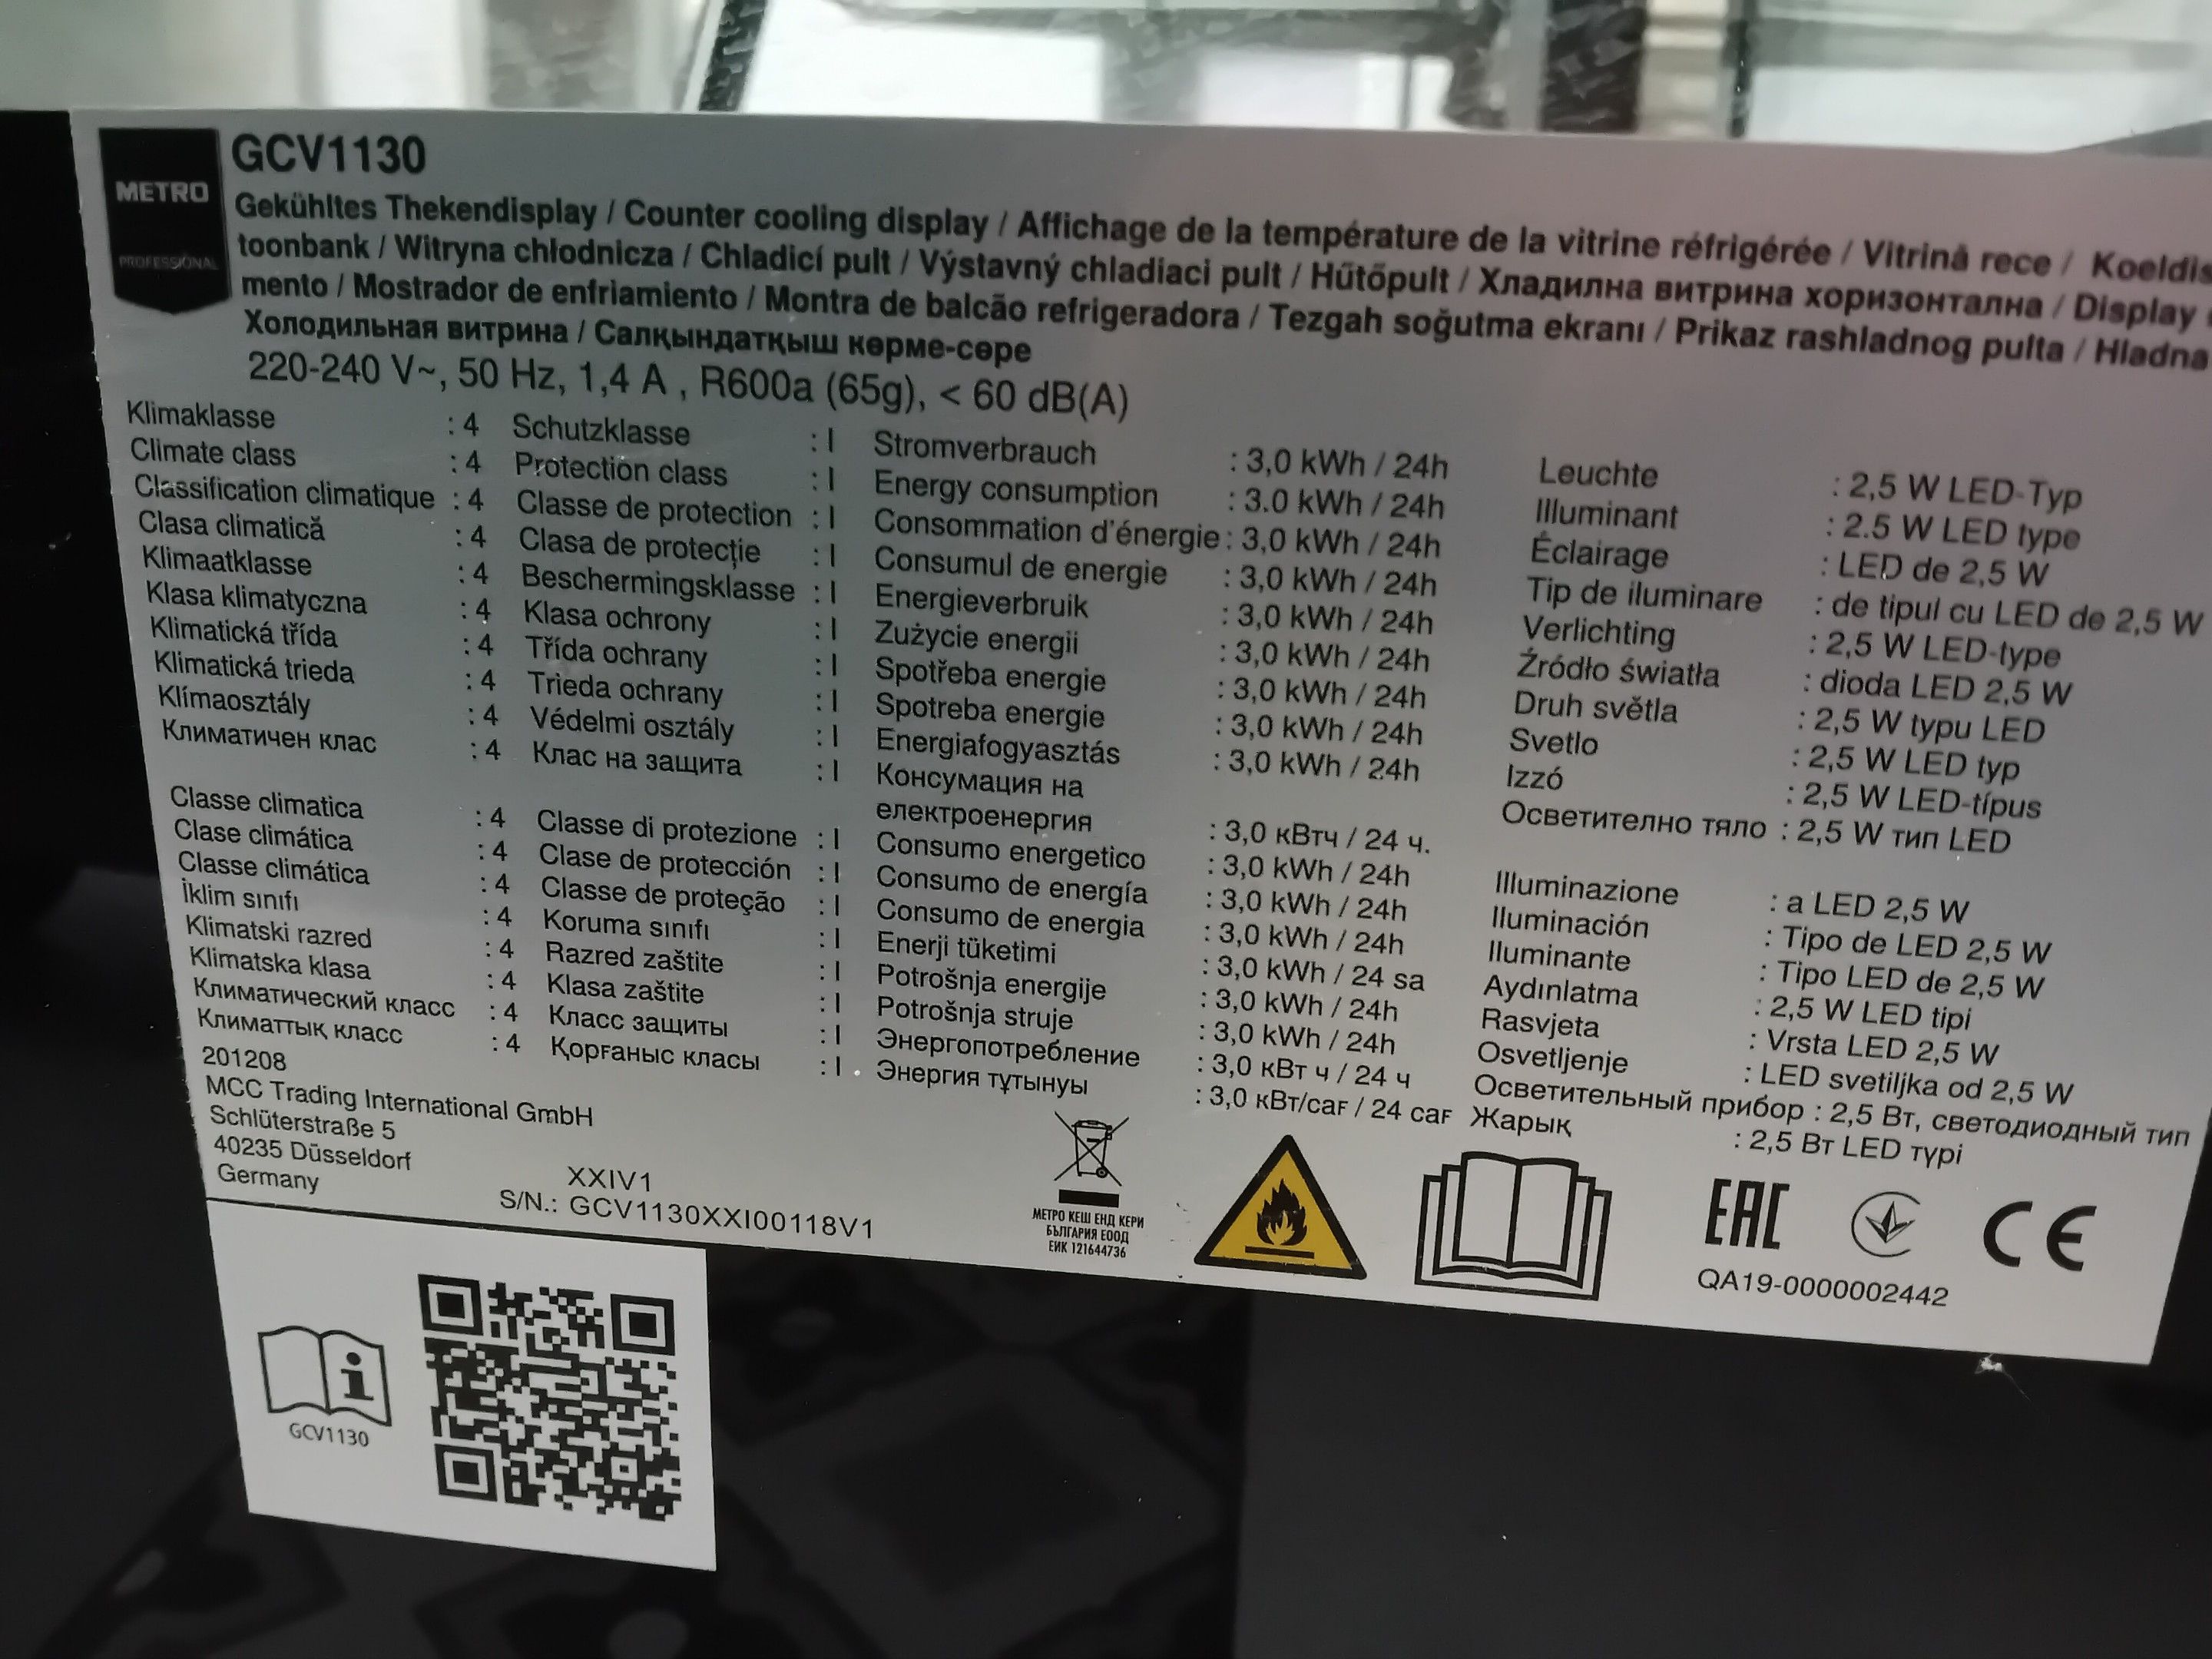 METRO
PROFESSIONAL
GCV1130
Gekühltes Thekendisplay / Counter cooling display / Affichage de la température de la vitrine réfrigérée / Vitrină rece / Koeldis
toonbank / Witryna chłodnicza / Chladicí pult / Výstavný chladiaci pult / Hűtőpult / Хладилна витрина хоризонтална / Display
mento / Mostrador de enfriamiento / Montra de balcão refrigeradora / Tezgah soğutma ekranı / Prikaz rashladnog pulta / Hladna
Холодильная витрина / Салқындатқыш көрме-сөре
220-240 V~, 50 Hz, 1,4 A , R600a (65g), < 60 dB(A)
Klimaklasse : 4 Schutzklasse : I Stromverbrauch : 3,0 kWh / 24h Leuchte : 2,5 W LED-Typ
Climate class : 4 Protection class : I Energy consumption : 3.0 kWh / 24h Illuminant : 2.5 W LED type
Classification climatique : 4 Classe de protection : I Consommation d'énergie : 3,0 kWh / 24h Éclairage : LED de 2,5 W
Clasa climatică : 4 Clasa de protecție : I Consumul de energie : 3,0 kWh / 24h Tip de iluminare : de tipul cu LED de 2,5 W
Klimaatklasse : 4 Beschermingsklasse : I Energieverbruik : 3,0 kWh / 24h Verlichting : 2,5 W LED-type
Klasa klimatyczna : 4 Klasa ochrony : I Zużycie energii : 3,0 kWh / 24h Źródło światła : dioda LED 2,5 W
Klimatická třída : 4 Třída ochrany : I Spotřeba energie : 3,0 kWh / 24h Druh světla : 2,5 W typu LED
Klimatická trieda : 4 Trieda ochrany : I Spotreba energie : 3,0 kWh / 24h Svetlo : 2,5 W LED typ
Klímaosztály : 4 Védelmi osztály : I Energiafogyasztás : 3,0 kWh / 24h Izzó : 2,5 W LED-típus
Климатичен клас : 4 Клас на защита : I Консумация на Осветително тяло : 2,5 W тип LED
електроенергия : 3,0 кВтч / 24 ч.
Classe climatica : 4 Classe di protezione : I Consumo energetico : 3,0 kWh / 24h Illuminazione : a LED 2,5 W
Clase climática : 4 Clase de protección : I Consumo de energía : 3,0 kWh / 24h Iluminación : Tipo de LED 2,5 W
Classe climática : 4 Classe de proteção : I Consumo de energia : 3,0 kWh / 24h Iluminante : Tipo LED de 2,5 W
İklim sınıfı : 4 Koruma sınıfı : I Enerji tüketimi : 3,0 kWh / 24 sa Aydınlatma : 2,5 W LED tipi
Klimatski razred : 4 Razred zaštite : I Potrošnja energije : 3,0 kWh / 24h Rasvjeta : Vrsta LED 2,5 W
Klimatska klasa : 4 Klasa zaštite : I Potrošnja struje : 3,0 kWh / 24h Osvetljenje : LED svetiljka od 2,5 W
Климатический класс : 4 Класс защиты : I Энергопотребление : 3,0 кВт ч / 24 ч Осветительный прибор : 2,5 Вт, светодиодный тип
Климаттық класс : 4 Қорғаныс класы : I Энергия тұтынуы : 3,0 кВт/сағ / 24 сағ Жарық : 2,5 Вт LED түрі
201208
MCC Trading International GmbH
Schlüterstraße 5
40235 Düsseldorf
Germany
XXIV1
S/N.: GCV1130XXI00118V1
МЕТРО КЕШ ЕНД КЕРИ
БЪЛГАРИЯ ЕООД
ЕИК 121644736
EAC
CE
QA19-0000002442
i
GCV1130